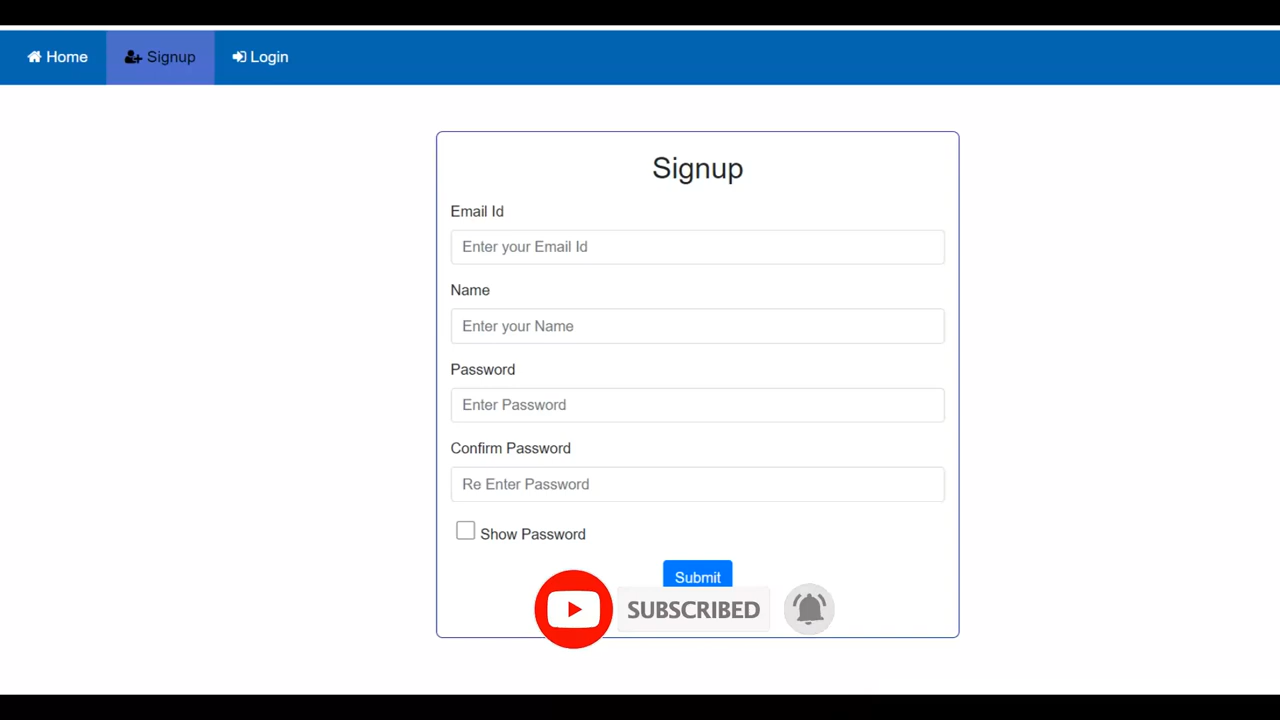 Home Signup Login
Signup
Email Id
Enter your Email Id
Name
Enter your Name
Password
Enter Password
Confirm Password
Re Enter Password
Show Password
Submit
SUBSCRIBED